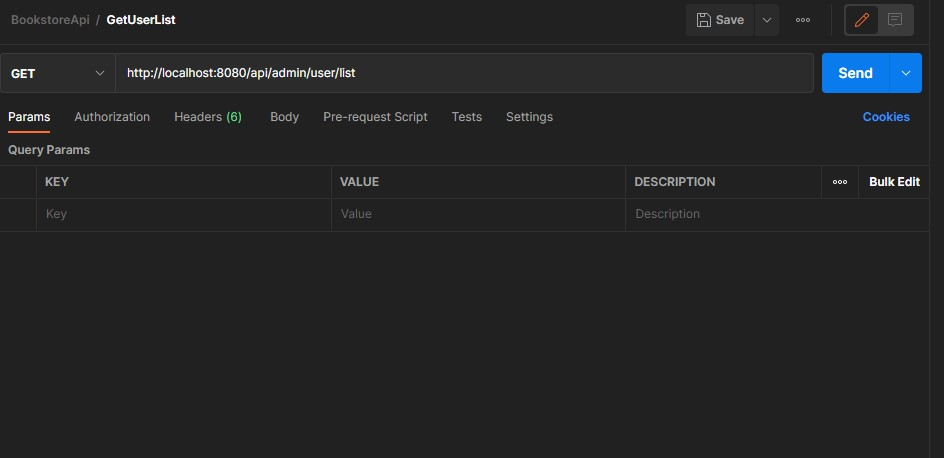 BookstoreApi / GetUserList Save
GET http://localhost:8080/api/admin/user/list Send
Params Authorization Headers (6) Body Pre-request Script Tests Settings Cookies
Query Params
KEY VALUE DESCRIPTION Bulk Edit
Key Value Description